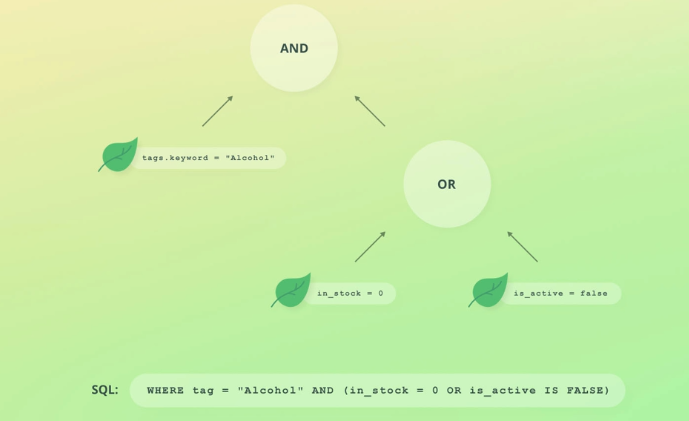 AND
tags.keyword = "Alcohol"
OR
in_stock = 0
is_active = false
SQL: WHERE tag = "Alcohol" AND (in_stock = 0 OR is_active IS FALSE)